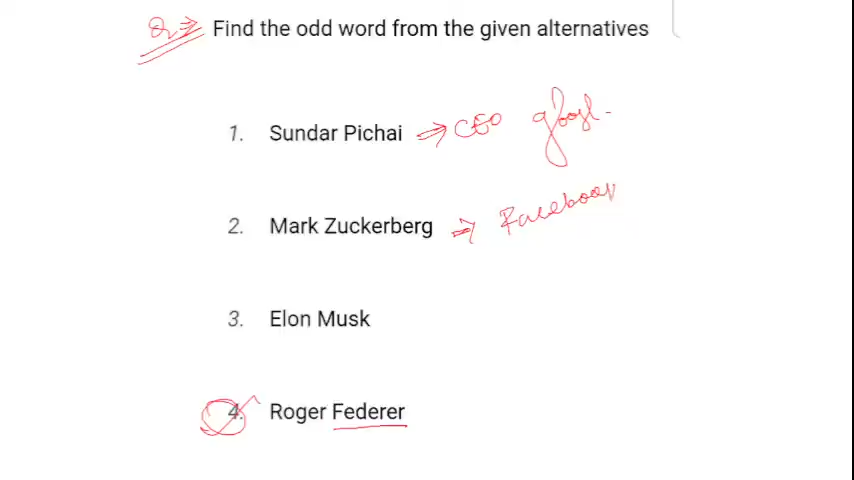 Q → Find the odd word from the given alternatives
1. Sundar Pichai → CEO Googl.
2. Mark Zuckerberg → Facebook
3. Elon Musk
4. Roger Federer